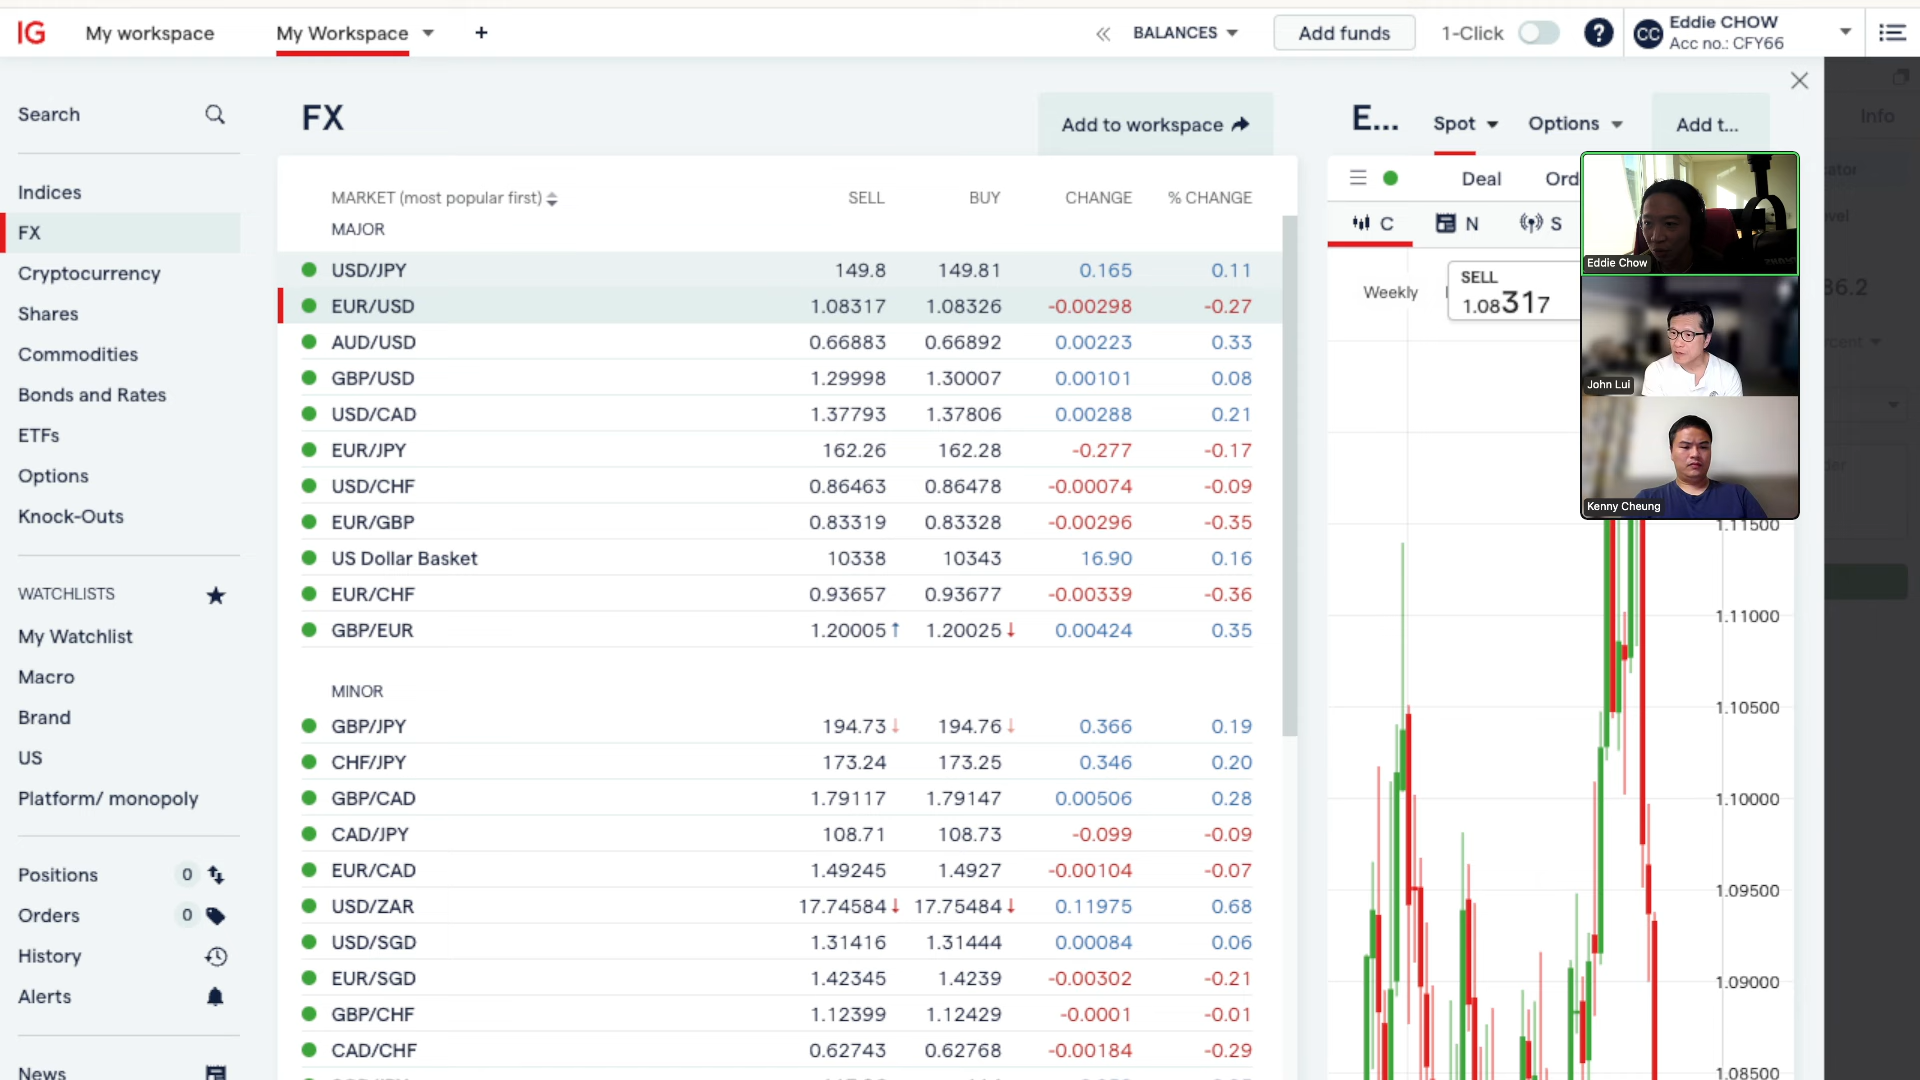 IG
My workspace
My Workspace
+
BALANCES
Add funds
1-Click
?
CC
Eddie CHOW
Acc no.: CFY66
Search
Indices
FX
Cryptocurrency
Shares
Commodities
Bonds and Rates
ETFs
Options
Knock-Outs
WATCHLISTS
My Watchlist
Macro
Brand
US
Platform/ monopoly
Positions 0
Orders 0
History
Alerts
News
FX
Add to workspace
MARKET (most popular first) SELL BUY CHANGE % CHANGE
MAJOR
USD/JPY 149.8 149.81 0.165 0.11
EUR/USD 1.08317 1.08326 -0.00298 -0.27
AUD/USD 0.66883 0.66892 0.00223 0.33
GBP/USD 1.29998 1.30007 0.00101 0.08
USD/CAD 1.37793 1.37806 0.00288 0.21
EUR/JPY 162.26 162.28 -0.277 -0.17
USD/CHF 0.86463 0.86478 -0.00074 -0.09
EUR/GBP 0.83319 0.83328 -0.00296 -0.35
US Dollar Basket 10338 10343 16.90 0.16
EUR/CHF 0.93657 0.93677 -0.00339 -0.36
GBP/EUR 1.20005 1.20025 0.00424 0.35
MINOR
GBP/JPY 194.73 194.76 0.366 0.19
CHF/JPY 173.24 173.25 0.346 0.20
GBP/CAD 1.79117 1.79147 0.00506 0.28
CAD/JPY 108.71 108.73 -0.099 -0.09
EUR/CAD 1.49245 1.4927 -0.00104 -0.07
USD/ZAR 17.74584 17.75484 0.11975 0.68
USD/SGD 1.31416 1.31444 0.00084 0.06
EUR/SGD 1.42345 1.4239 -0.00302 -0.21
GBP/CHF 1.12399 1.12429 -0.0001 -0.01
CAD/CHF 0.62743 0.62768 -0.00184 -0.29
E...
Spot
Options
Add t...
Deal
Ord
C
N
S
Weekly
SELL
1.08317
Eddie Chow
John Lui
Kenny Cheung
1.11500
1.11000
1.10500
1.10000
1.09500
1.09000
1.08500
Info
86.2